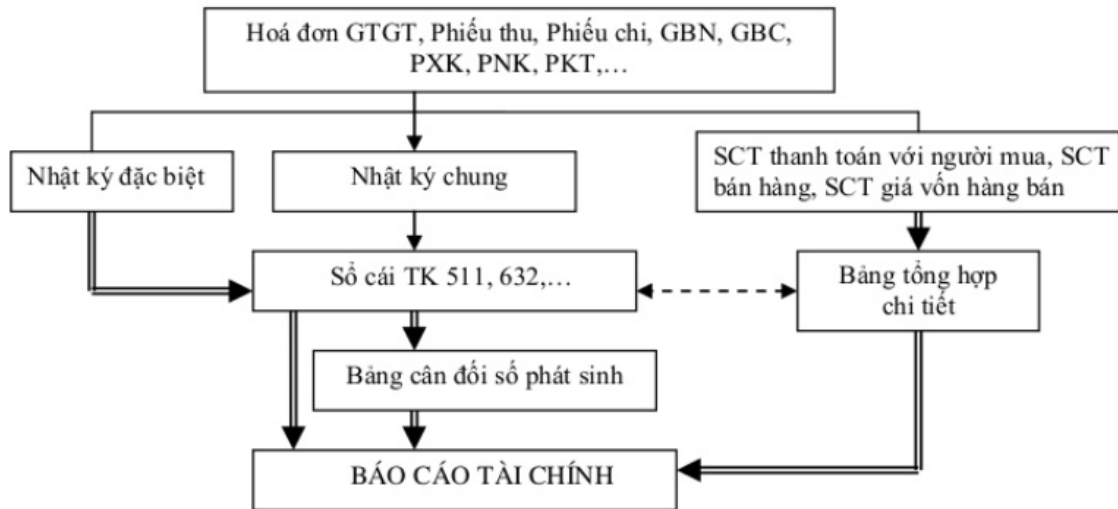 Hoá đơn GTGT, Phiếu thu, Phiếu chi, GBN, GBC,
PXK, PNK, PKT,…
Nhật ký đặc biệt
Nhật ký chung
SCT thanh toán với người mua, SCT
bán hàng, SCT giá vốn hàng bán
Sổ cái TK 511, 632,…
Bảng tổng hợp
chi tiết
Bảng cân đối số phát sinh
BÁO CÁO TÀI CHÍNH